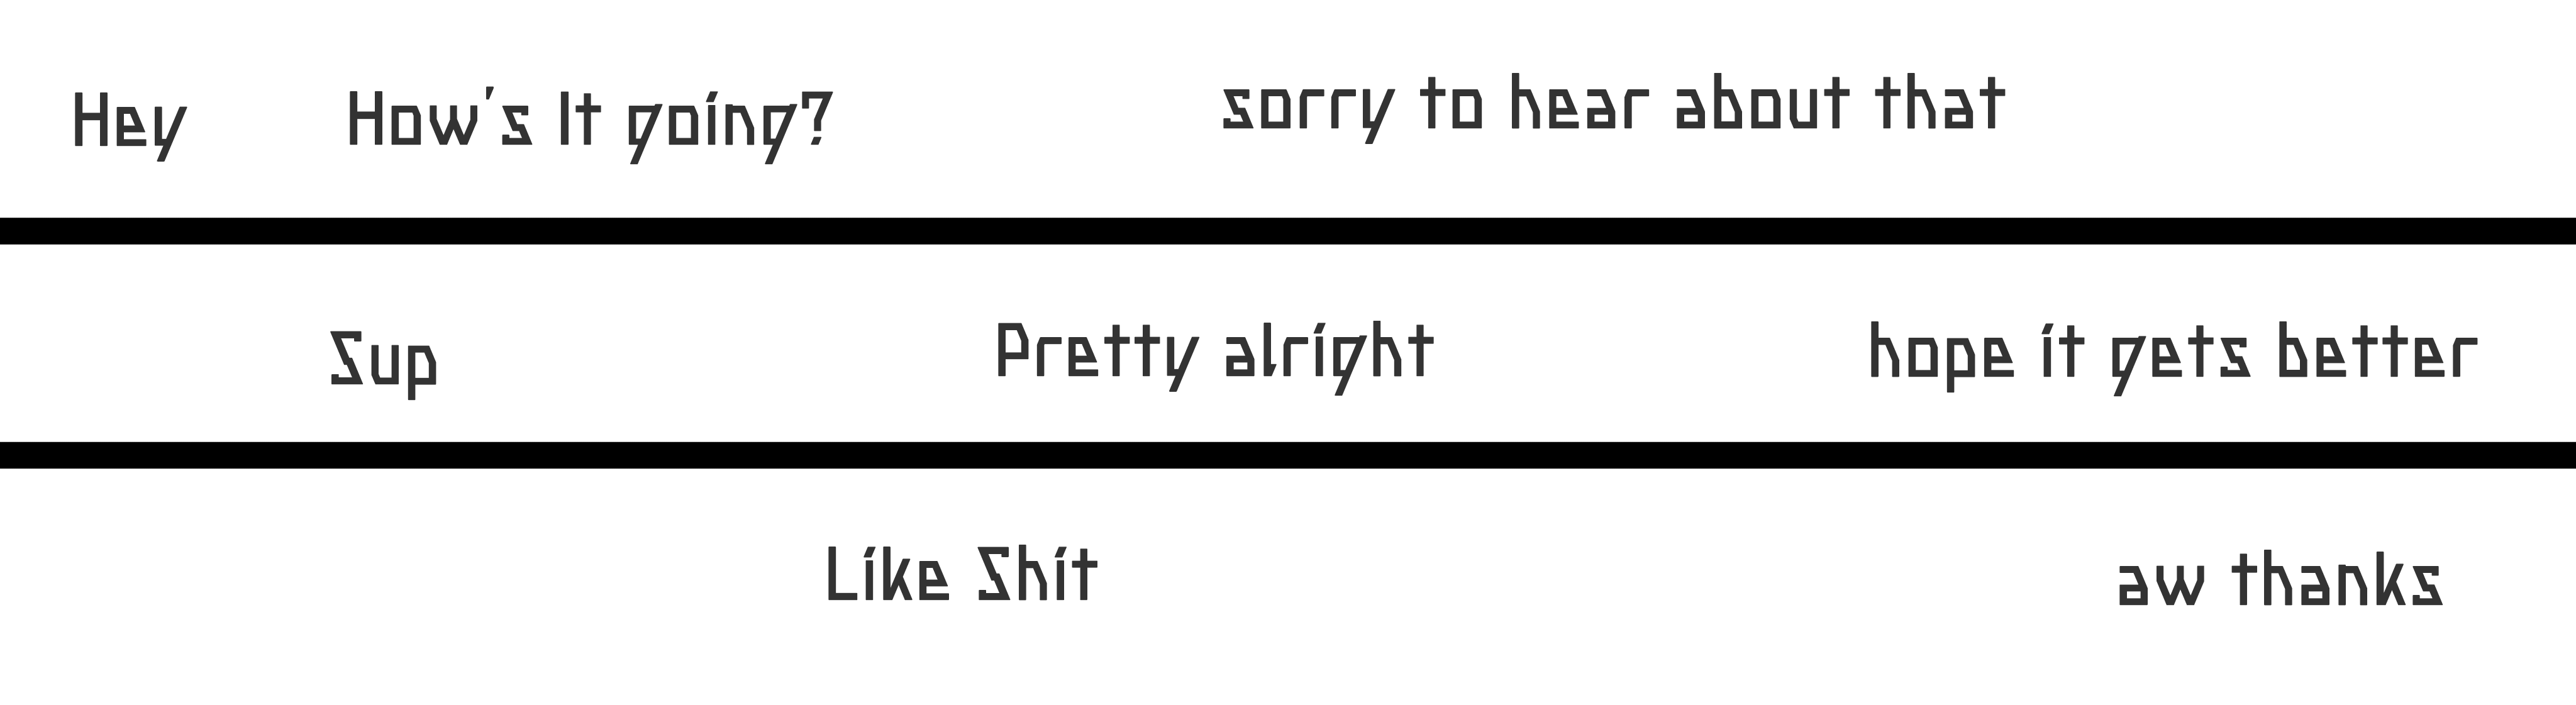 Hey How's It going? sorry to hear about that
Sup Pretty alright hope it gets better
Like Shit aw thanks